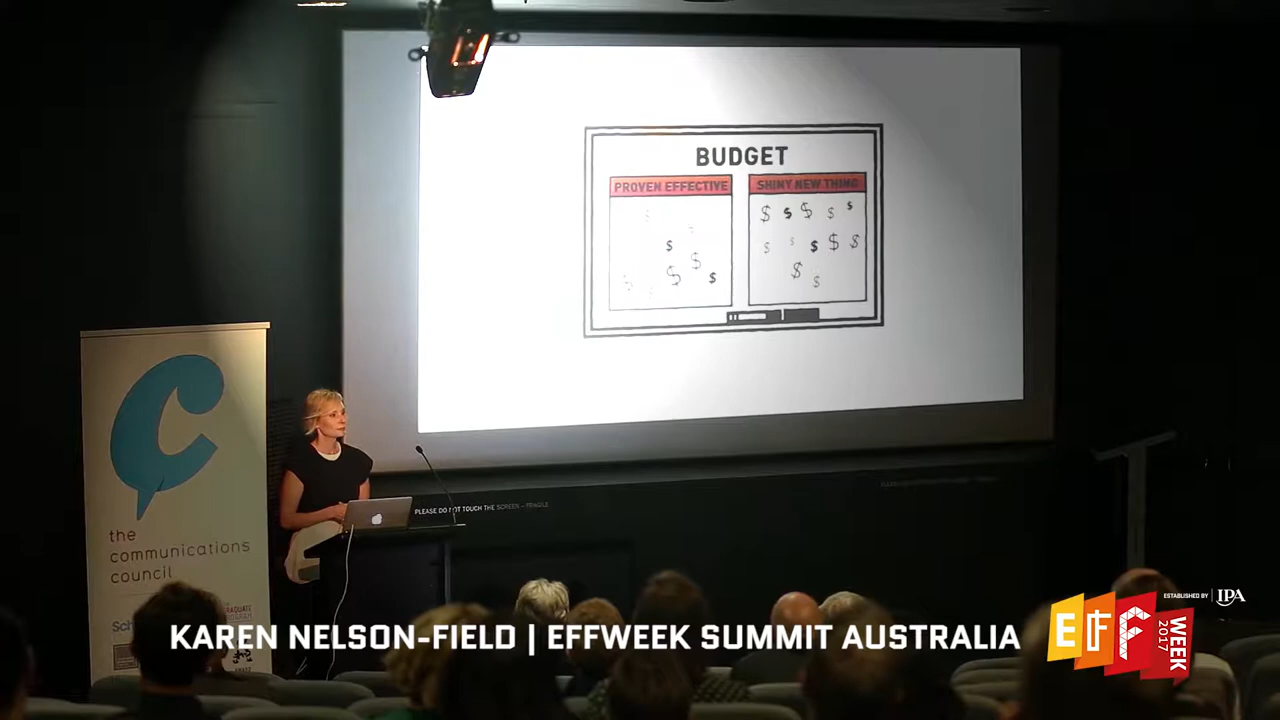 BUDGET
PROVEN EFFECTIVE
SHINY NEW THING
the
communications
council
PLEASE DO NOT TOUCH THE SCREEN – FRAGILE
KAREN NELSON-FIELD | EFFWEEK SUMMIT AUSTRALIA
ESTABLISHED BY | IPA
EFF
WEEK
2017